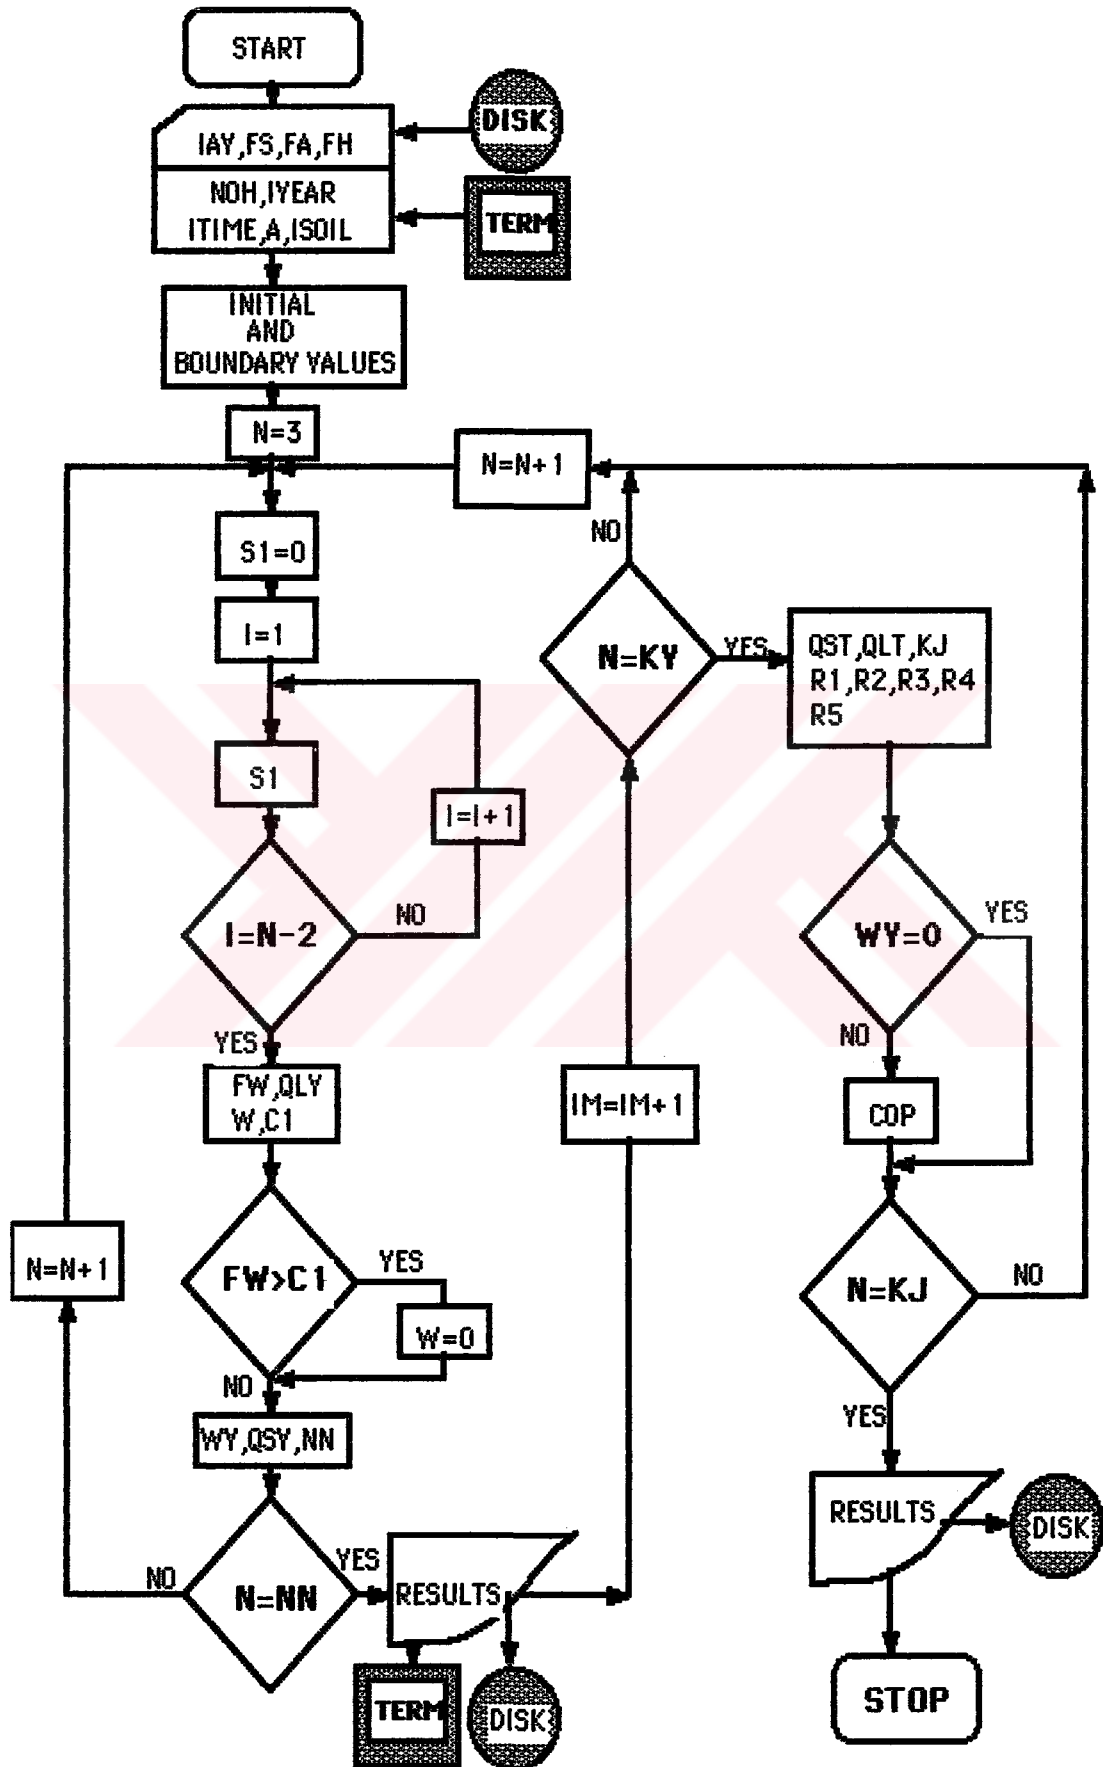 START
DISK
IAY,FS,FA,FH
NOH,IYEAR
ITIME,A,ISOIL
TERM
INITIAL
AND
BOUNDARY VALUES
N=3
N=N+1
S1=0
I=1
S1
I=I+1
I=N-2
NO
YES
FW,QLY
W,C1
FW>C1
YES
W=0
NO
WY,QSY,NN
N=NN
NO
N=N+1
YES
RESULTS
TERM
DISK
IM=IM+1
N=KY
NO
YES
QST,QLT,KJ
R1,R2,R3,R4
R5
WY=0
YES
NO
COP
N=KJ
NO
YES
RESULTS
DISK
STOP